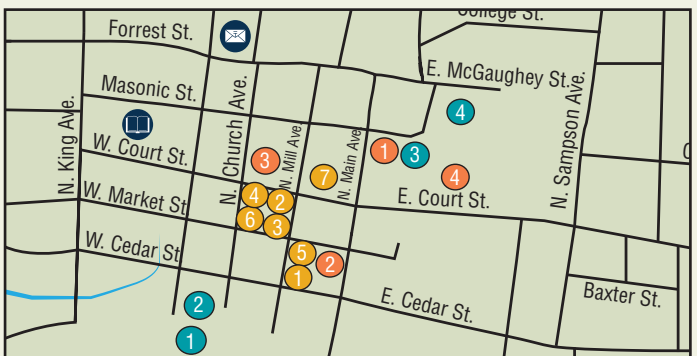 College St.
Forrest St.
E. McGaughey St.
Masonic St.
N. King Ave.
N. Church Ave.
N. Mill Ave.
N. Main Ave.
N. Sampson Ave.
4
W. Court St.
3
1
3
7
4
W. Market St.
4
2
E. Court St.
6
3
W. Cedar St.
5
2
1
Baxter St.
E. Cedar St.
2
1